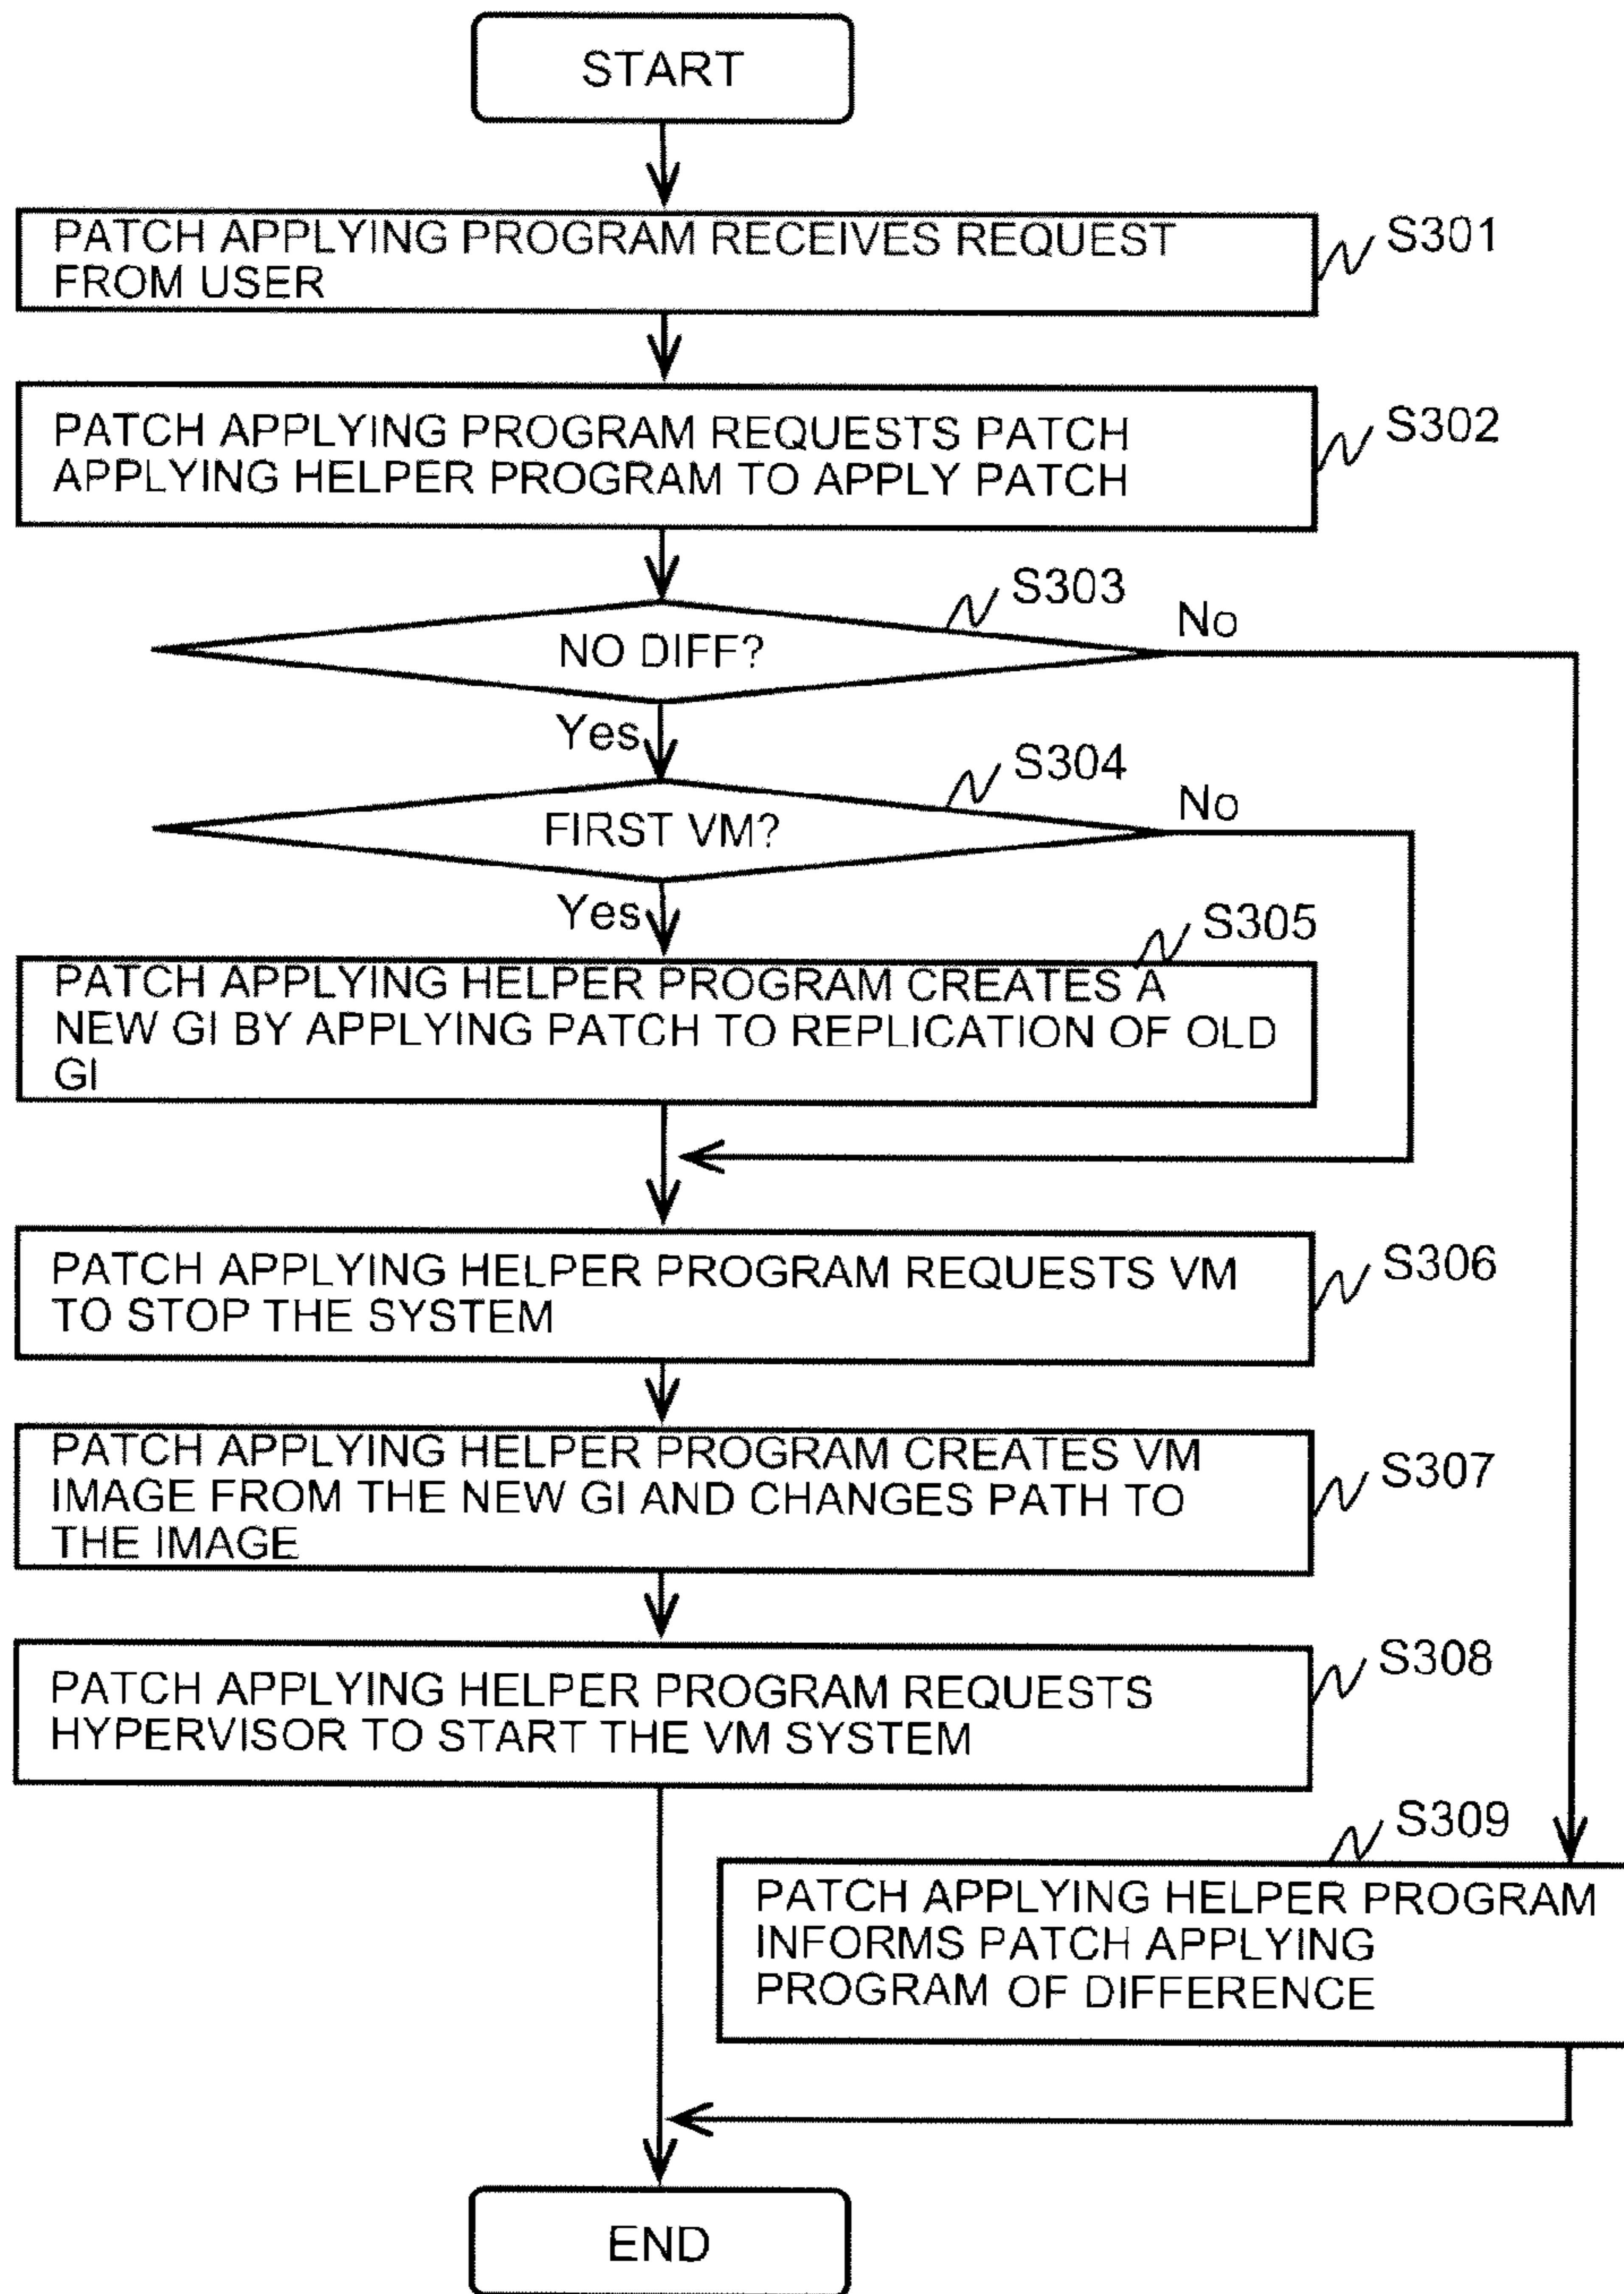 START
PATCH APPLYING PROGRAM RECEIVES REQUEST
FROM USER
S301
PATCH APPLYING PROGRAM REQUESTS PATCH
APPLYING HELPER PROGRAM TO APPLY PATCH
S302
S303
NO DIFF?
No
Yes
S304
FIRST VM?
No
Yes
S305
PATCH APPLYING HELPER PROGRAM CREATES A
NEW GI BY APPLYING PATCH TO REPLICATION OF OLD
GI
PATCH APPLYING HELPER PROGRAM REQUESTS VM
TO STOP THE SYSTEM
S306
PATCH APPLYING HELPER PROGRAM CREATES VM
IMAGE FROM THE NEW GI AND CHANGES PATH TO
THE IMAGE
S307
PATCH APPLYING HELPER PROGRAM REQUESTS
HYPERVISOR TO START THE VM SYSTEM
S308
S309
PATCH APPLYING HELPER PROGRAM
INFORMS PATCH APPLYING
PROGRAM OF DIFFERENCE
END